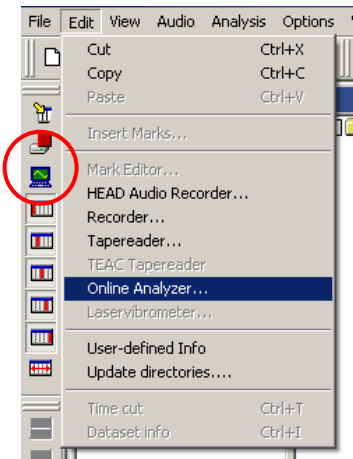 File Edit View Audio Analysis Options
Cut Ctrl+X
Copy Ctrl+C
Paste Ctrl+V
Insert Marks...
Mark Editor...
HEAD Audio Recorder...
Recorder...
Tapereader...
TEAC Tapereader
Online Analyzer...
Laservibrometer...
User-defined Info
Update directories....
Time cut Ctrl+T
Dataset info Ctrl+I